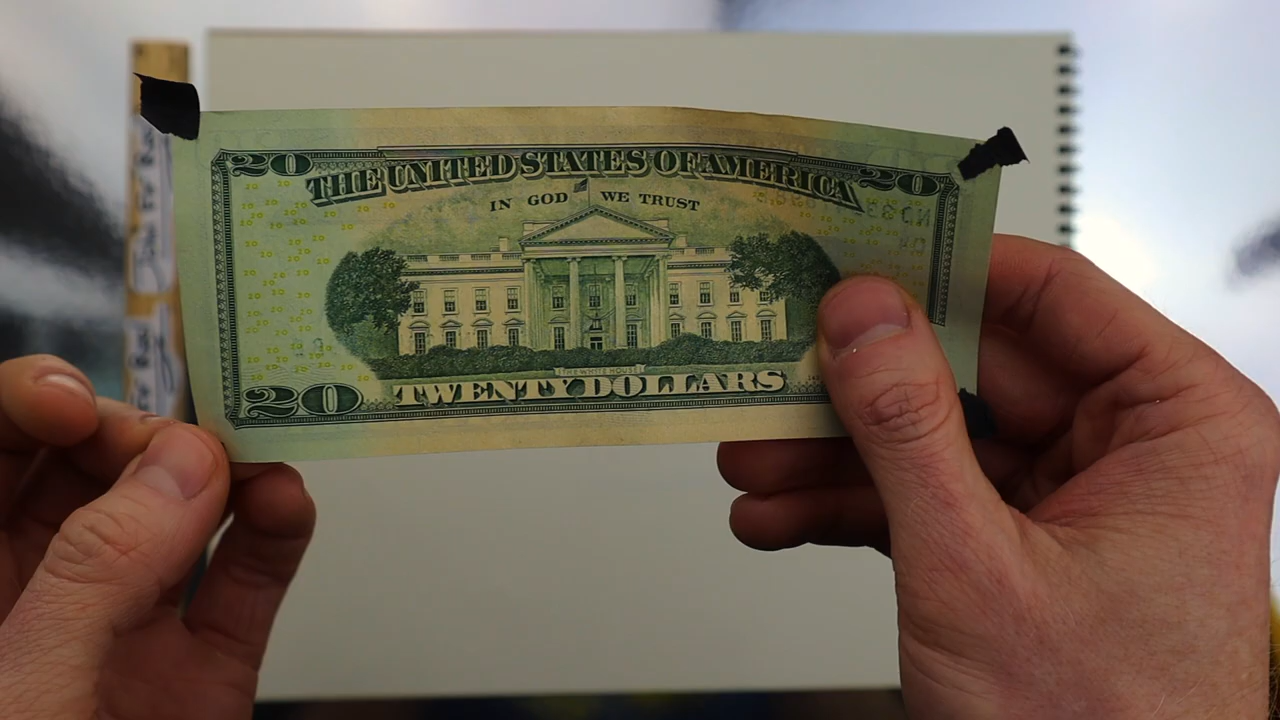 20 THE UNITED STATES OF AMERICA 20
IN GOD WE TRUST
THE WHITE HOUSE
20 TWENTY DOLLARS